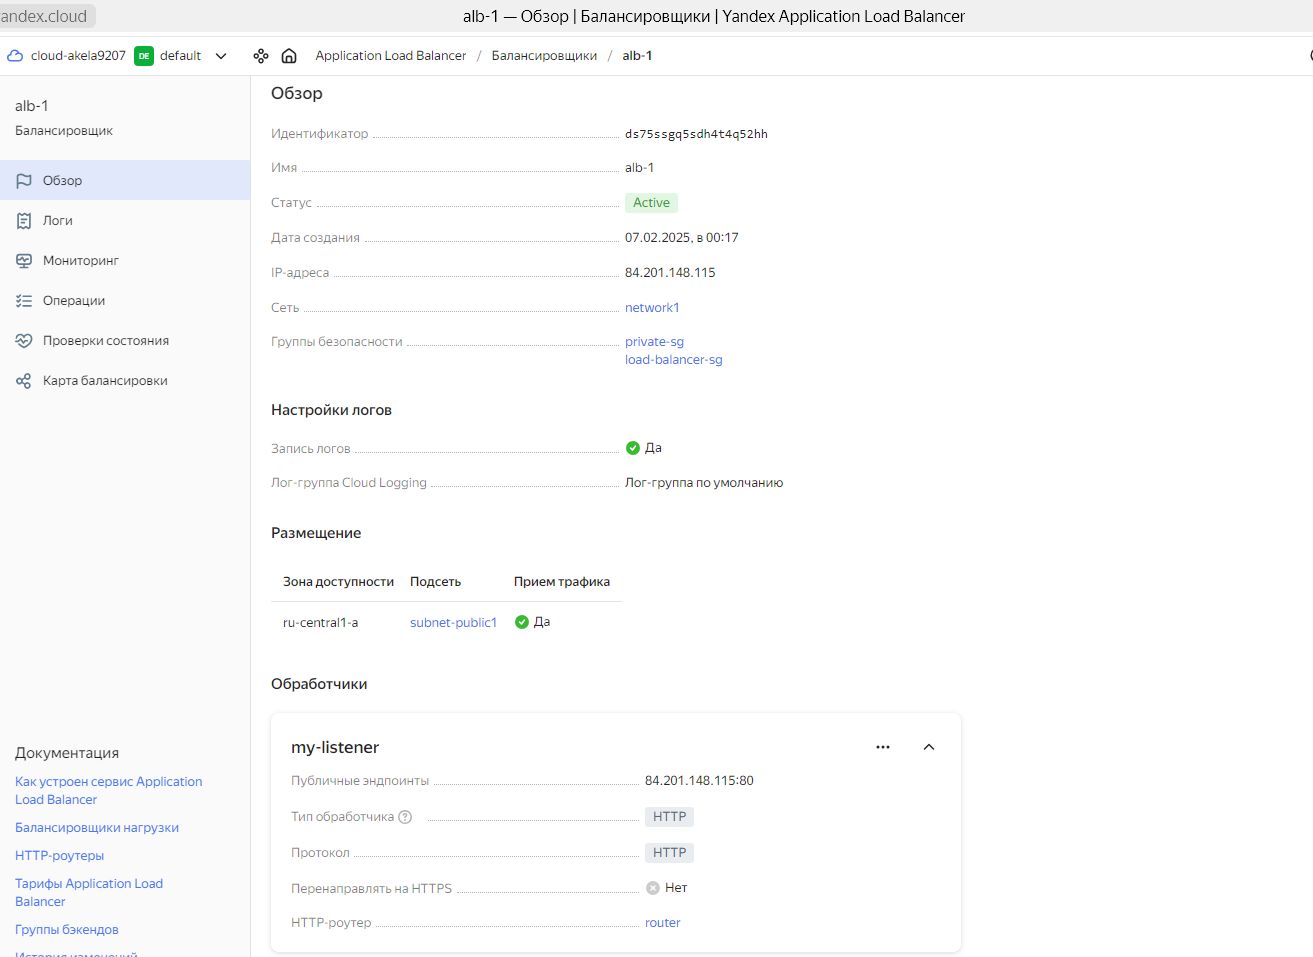 andex.cloud
alb-1 — Обзор | Балансировщики | Yandex Application Load Balancer
cloud-akela9207 DE default Application Load Balancer / Балансировщики / alb-1
alb-1
Балансировщик
Обзор
Логи
Мониторинг
Операции
Проверки состояния
Карта балансировки
Документация
Как устроен сервис Application
Load Balancer
Балансировщики нагрузки
HTTP-роутеры
Тарифы Application Load
Balancer
Группы бэкендов
История изменений
Обзор
Идентификатор ds75ssgq5sdh4t4q52hh
Имя alb-1
Статус Active
Дата создания 07.02.2025, в 00:17
IP-адреса 84.201.148.115
Сеть network1
Группы безопасности private-sg
load-balancer-sg
Настройки логов
Запись логов Да
Лог-группа Cloud Logging Лог-группа по умолчанию
Размещение
Зона доступности Подсеть Прием трафика
ru-central1-a subnet-public1 Да
Обработчики
my-listener
Публичные эндпоинты 84.201.148.115:80
Тип обработчика HTTP
Протокол HTTP
Перенаправлять на HTTPS Нет
HTTP-роутер router